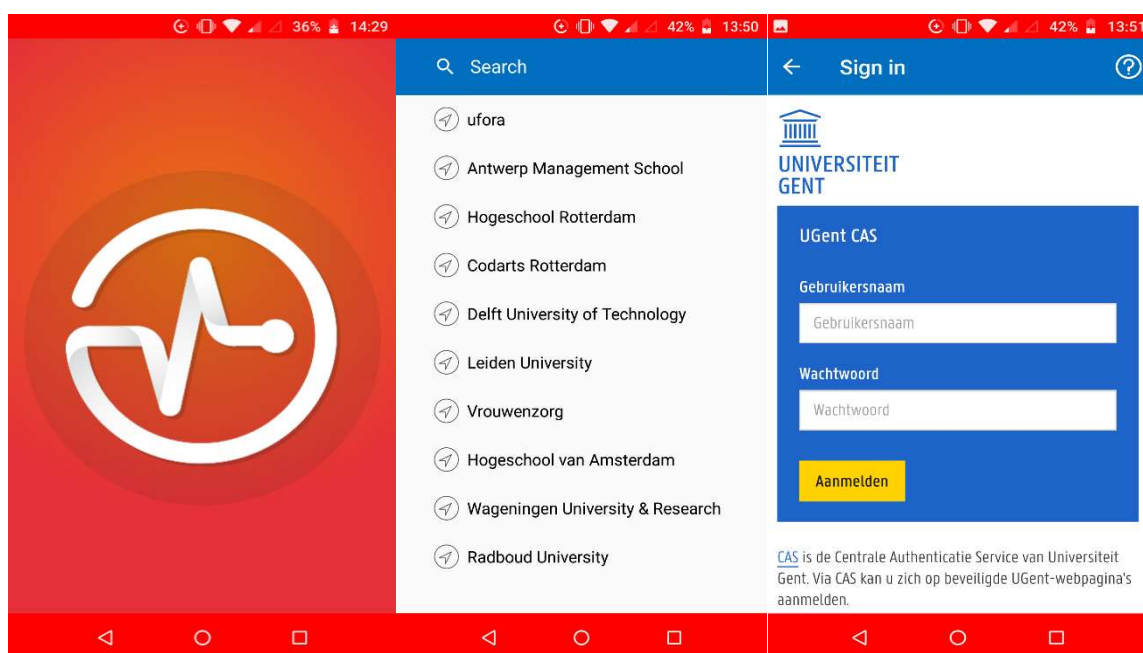 36% 14:29
42% 13:50
Search
ufora
Antwerp Management School
Hogeschool Rotterdam
Codarts Rotterdam
Delft University of Technology
Leiden University
Vrouwenzorg
Hogeschool van Amsterdam
Wageningen University & Research
Radboud University
42% 13:51
Sign in
UNIVERSITEIT
GENT
UGent CAS
Gebruikersnaam
Gebruikersnaam
Wachtwoord
Wachtwoord
Aanmelden
CAS is de Centrale Authenticatie Service van Universiteit
Gent. Via CAS kan u zich op beveiligde UGent-webpagina's
aanmelden.